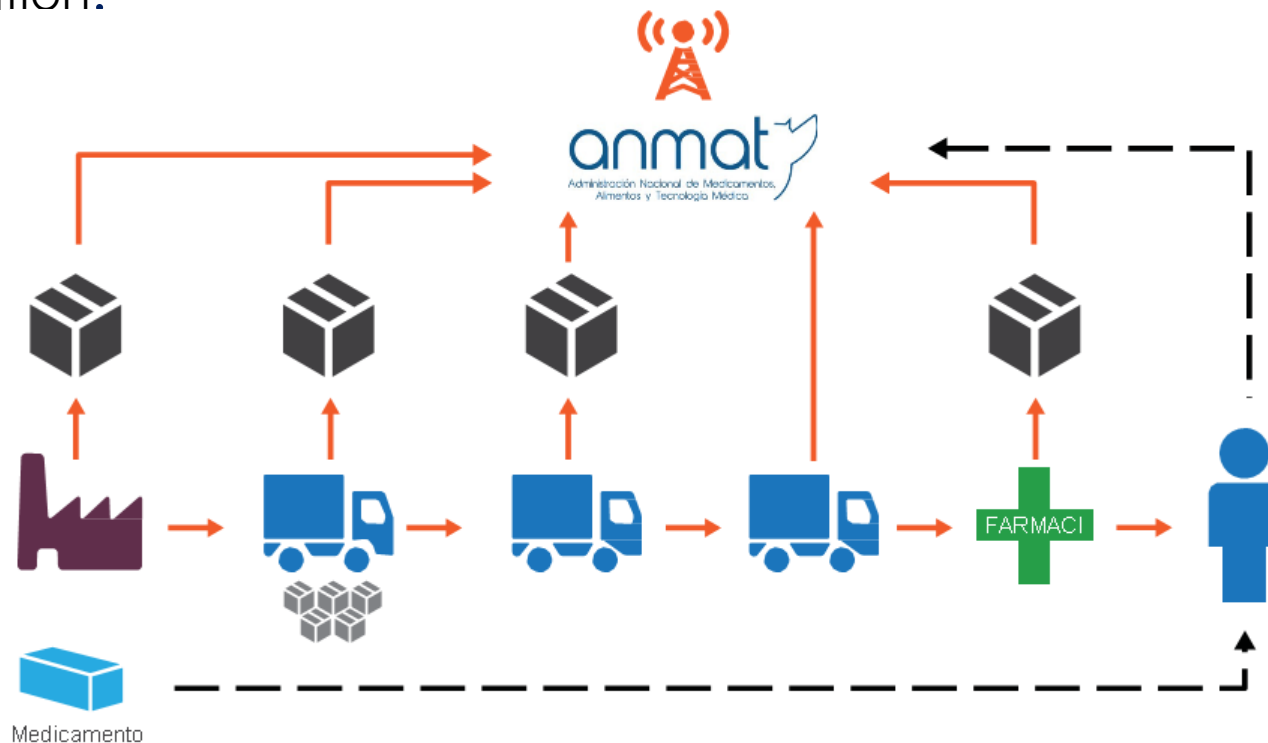 anmat
Administración Nacional de Medicamentos,
Alimentos y Tecnología Médica
FARMACI
Medicamento